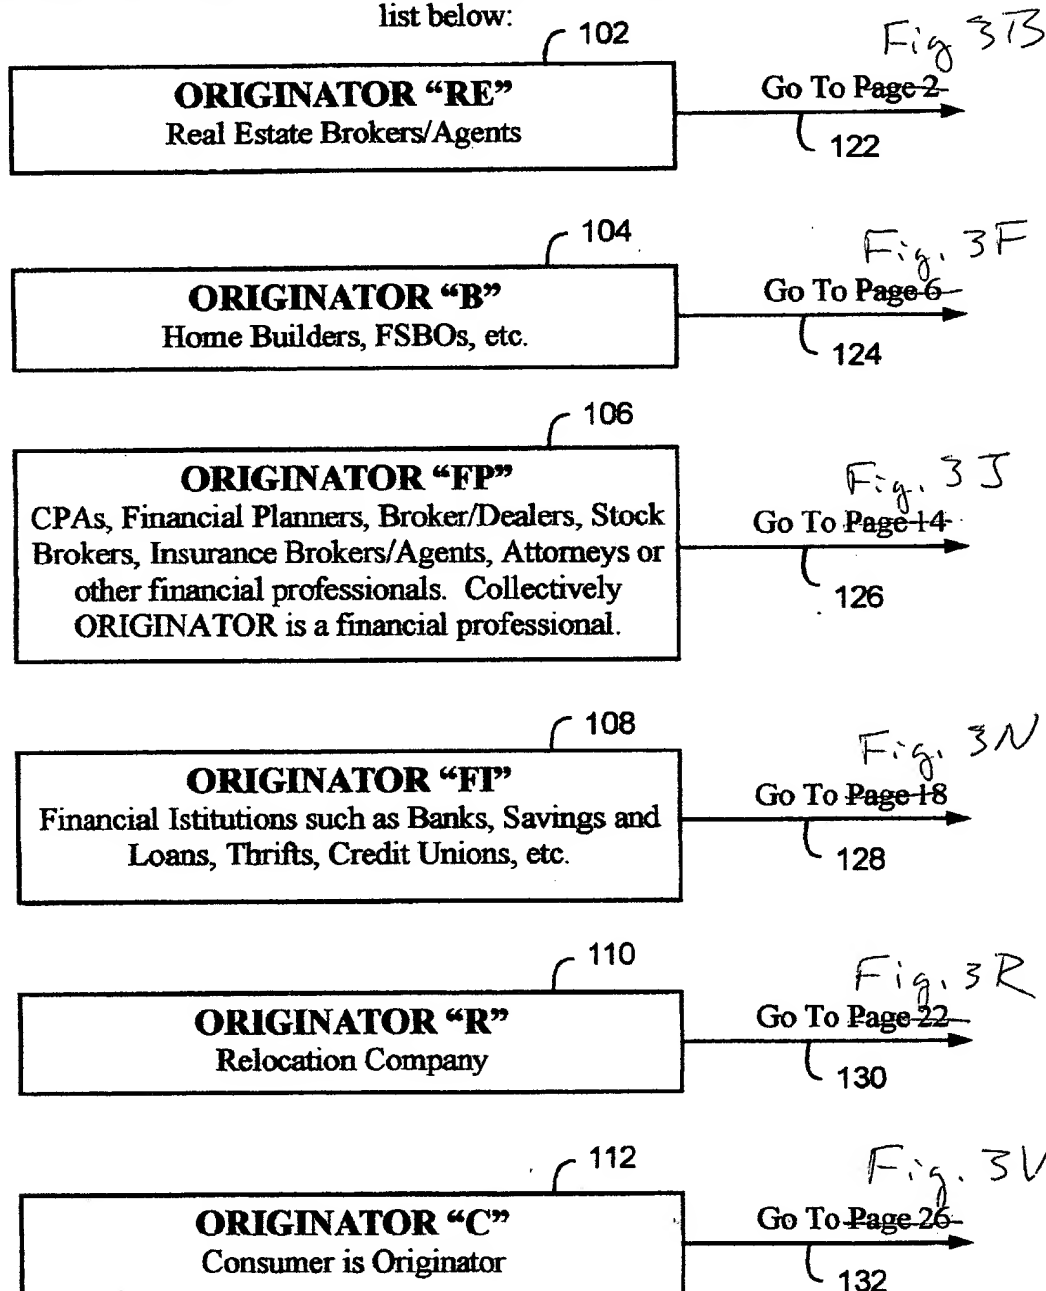 list below:
102
Fig 3B
ORIGINATOR “RE”
Real Estate Brokers/Agents
Go To Page 2
122
104
Fig. 3F
ORIGINATOR “B”
Home Builders, FSBOs, etc.
Go To Page 6
124
106
Fig. 3J
ORIGINATOR “FP”
CPAs, Financial Planners, Broker/Dealers, Stock
Brokers, Insurance Brokers/Agents, Attorneys or
other financial professionals. Collectively
ORIGINATOR is a financial professional.
Go To Page 14
126
108
Fig. 3N
ORIGINATOR “FI”
Financial Istitutions such as Banks, Savings and
Loans, Thrifts, Credit Unions, etc.
Go To Page 18
128
110
Fig. 3R
ORIGINATOR “R”
Relocation Company
Go To Page 22
130
112
Fig. 3V
ORIGINATOR “C”
Consumer is Originator
Go To Page 26
132